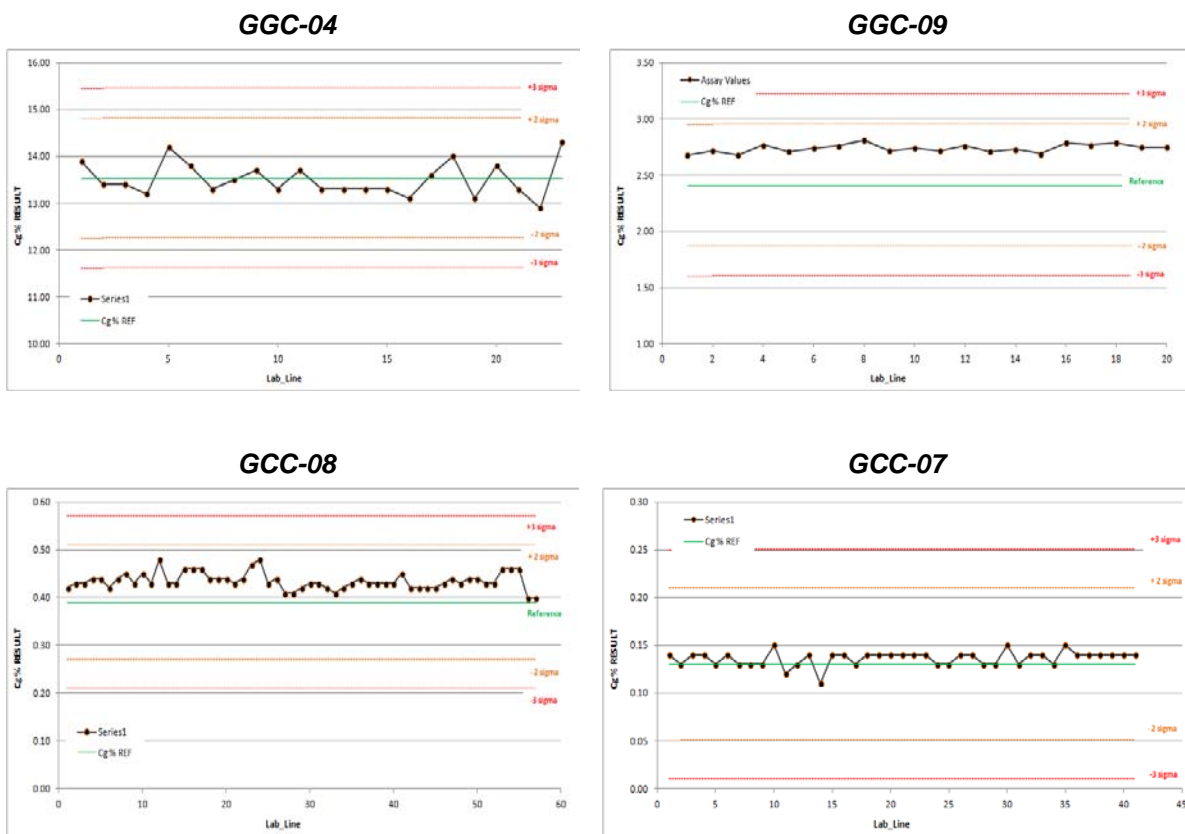 GGC-04
16.00
15.00
14.00
13.00
12.00
11.00
10.00
Cg% RESULT
+3 sigma
+ 2 sigma
- 2 sigma
-3 sigma
Series1
Cg% REF
0
5
10
15
20
Lab_Line
GGC-09
3.50
3.00
2.50
2.00
1.50
1.00
Cg% RESULT
Assay Values
Cg% REF
+3 sigma
+ 2 sigma
Reference
- 2 sigma
-3 sigma
0
2
4
6
8
10
12
14
16
18
20
Lab_Line
GCC-08
0.60
0.50
0.40
0.30
0.20
0.10
0.00
Cg% RESULT
+3 sigma
+ 2 sigma
Reference
- 2 sigma
-3 sigma
Series1
Cg% REF
0
10
20
30
40
50
60
Lab_Line
GCC-07
0.30
0.25
0.20
0.15
0.10
0.05
0.00
Cg% RESULT
Series1
Cg% REF
+3 sigma
+ 2 sigma
- 2 sigma
-3 sigma
0
5
10
15
20
25
30
35
40
45
Lab_Line